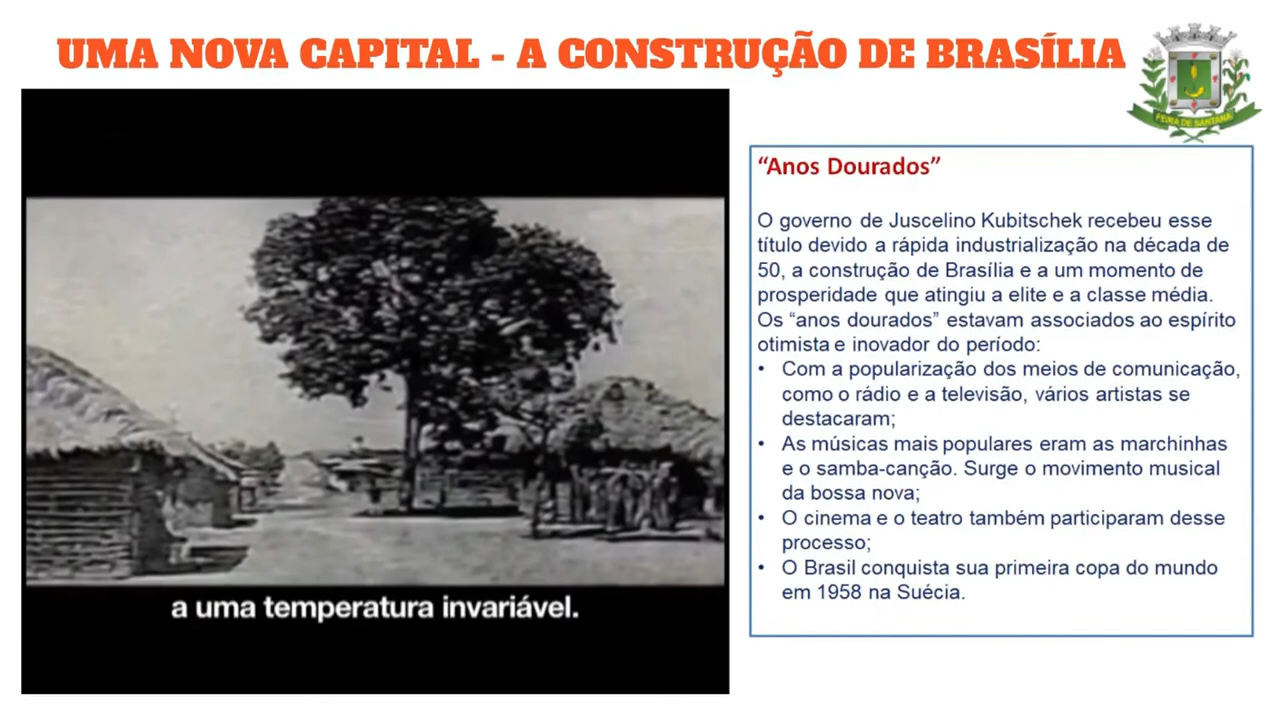 UMA NOVA CAPITAL - A CONSTRUÇÃO DE BRASÍLIA
FEIRA DE SANTANA
a uma temperatura invariável.
“Anos Dourados”
O governo de Juscelino Kubitschek recebeu esse
título devido a rápida industrialização na década de
50, a construção de Brasília e a um momento de
prosperidade que atingiu a elite e a classe média.
Os “anos dourados” estavam associados ao espírito
otimista e inovador do período:
• Com a popularização dos meios de comunicação,
como o rádio e a televisão, vários artistas se
destacaram;
• As músicas mais populares eram as marchinhas
e o samba-canção. Surge o movimento musical
da bossa nova;
• O cinema e o teatro também participaram desse
processo;
• O Brasil conquista sua primeira copa do mundo
em 1958 na Suécia.